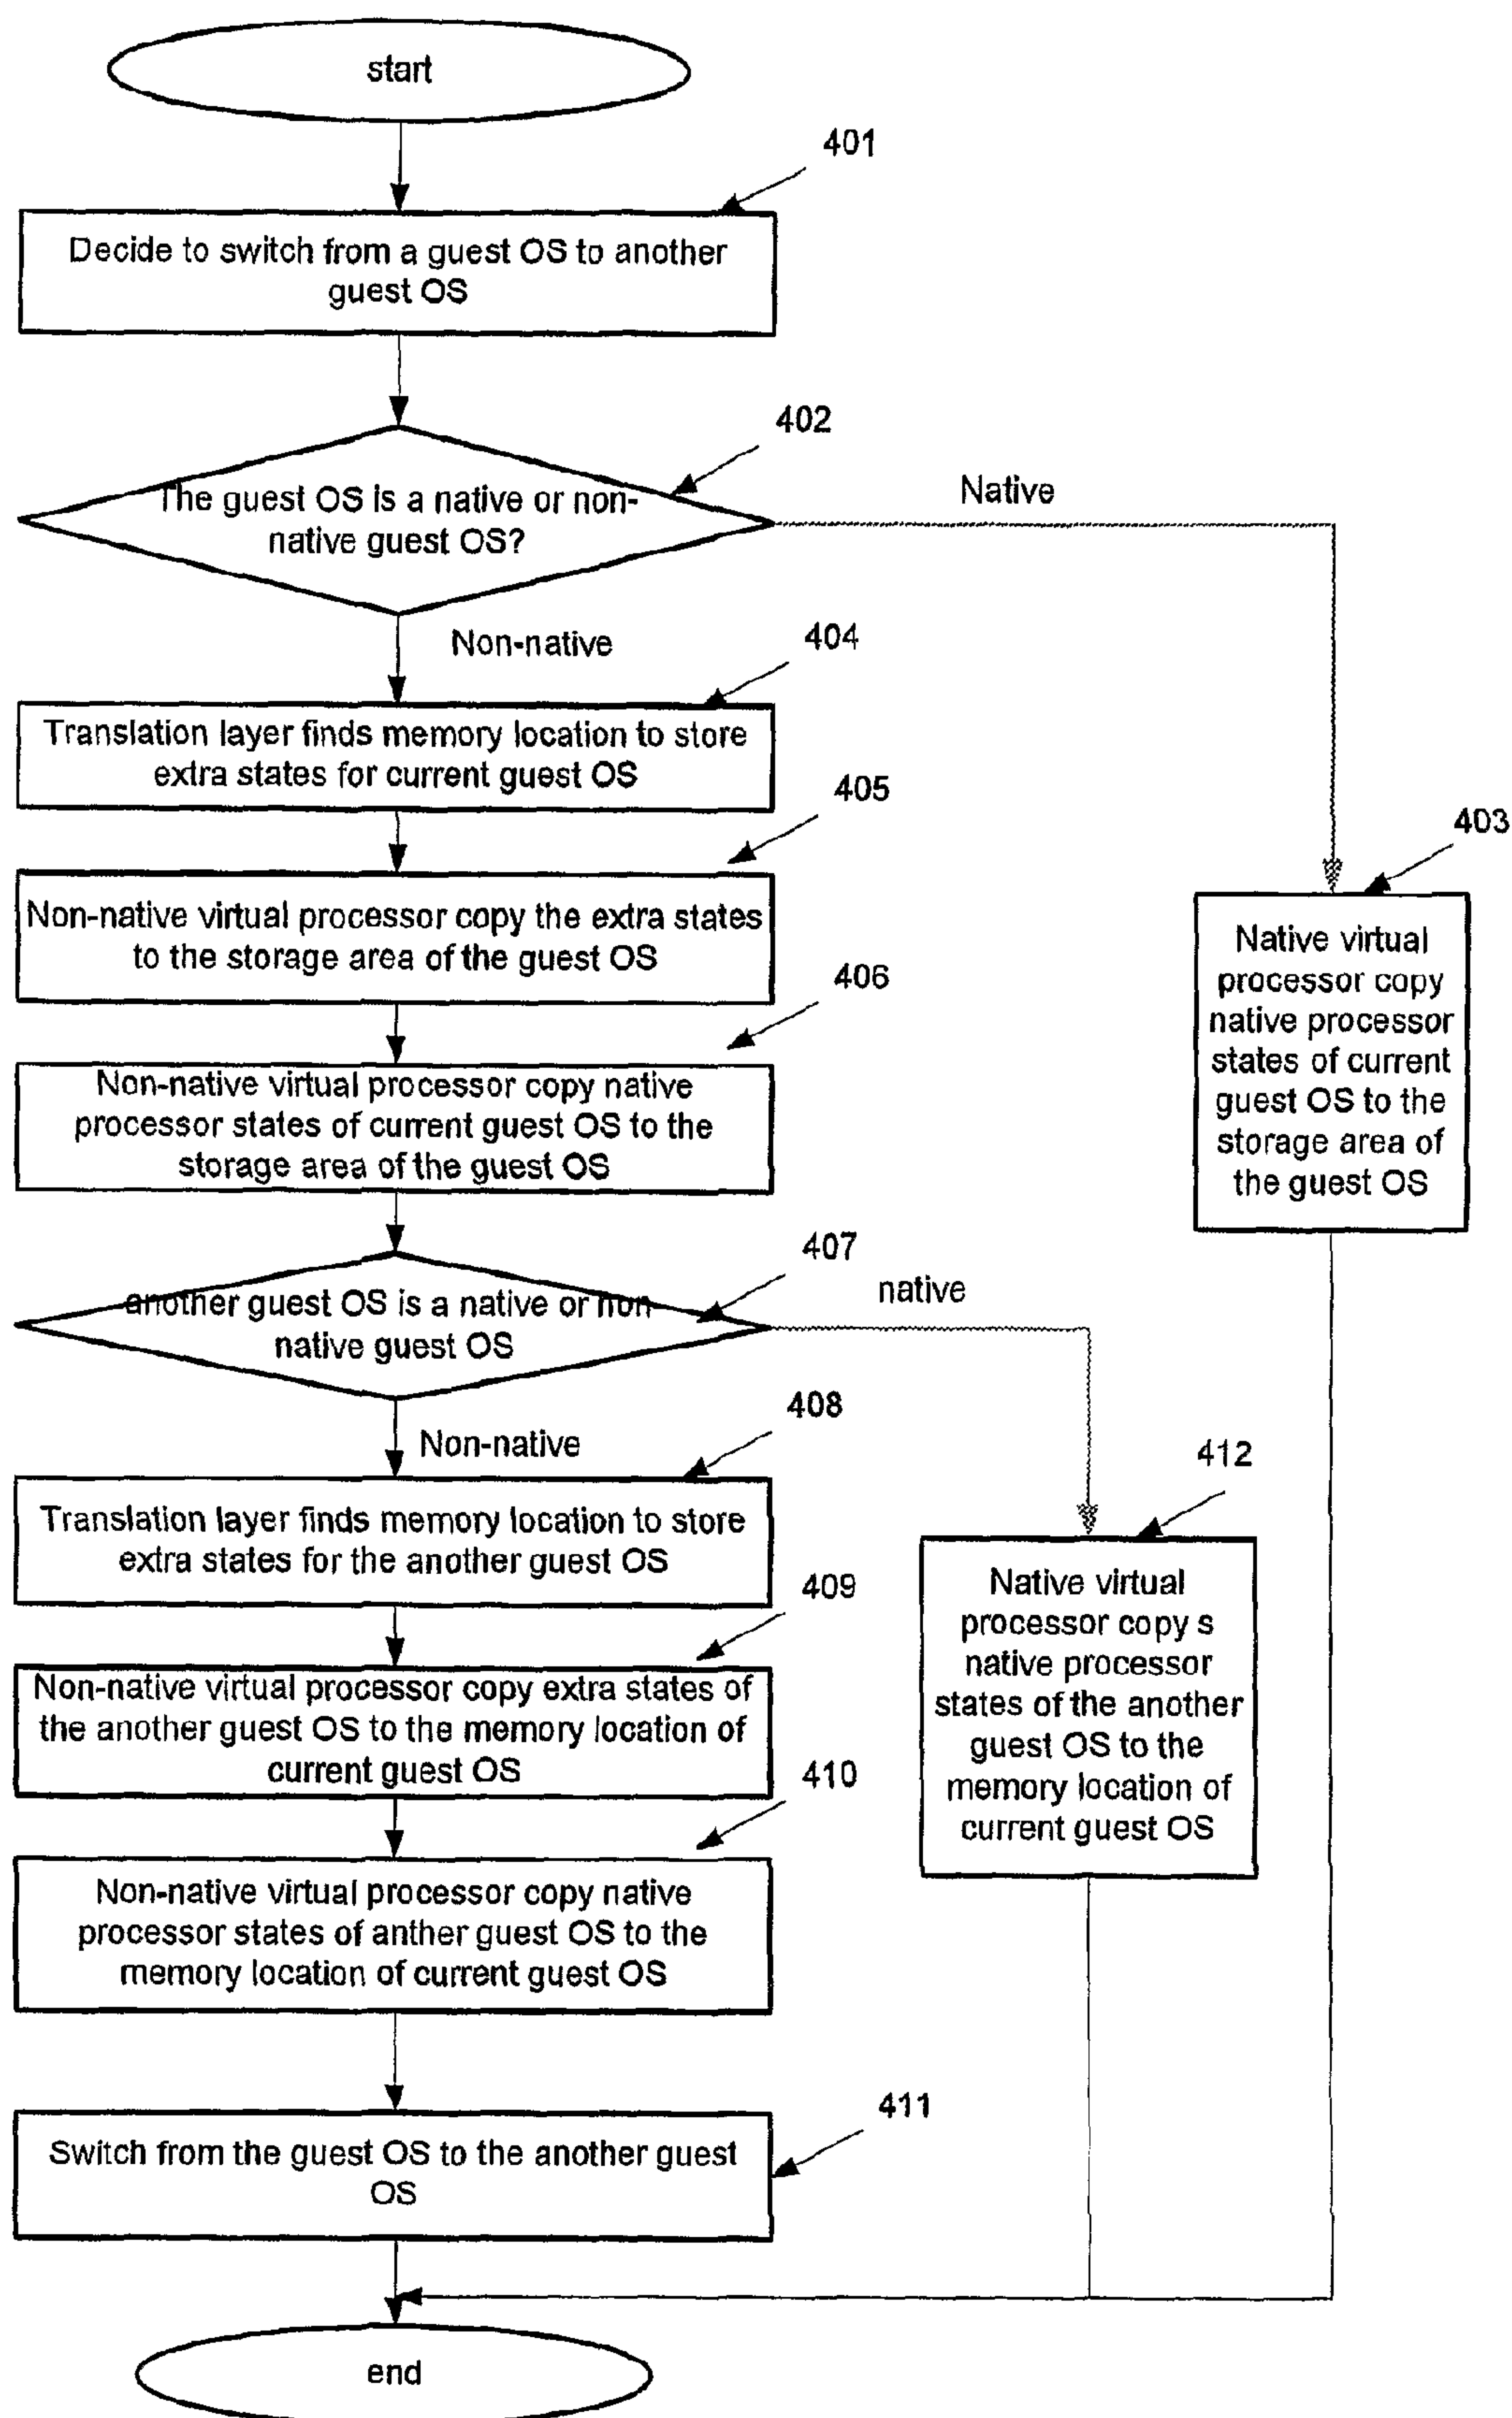 start
401
Decide to switch from a guest OS to another
guest OS
402
The guest OS is a native or non-
native guest OS?
Native
Non-native
404
Translation layer finds memory location to store
extra states for current guest OS
405
Non-native virtual processor copy the extra states
to the storage area of the guest OS
403
Native virtual
processor copy
native processor
states of current
guest OS to the
storage area of
the guest OS
406
Non-native virtual processor copy native
processor states of current guest OS to the
storage area of the guest OS
407
another guest OS is a native or non
native guest OS
native
Non-native
408
Translation layer finds memory location to store
extra states for the another guest OS
412
Native virtual
processor copy s
native processor
states of the another
guest OS to the
memory location of
current guest OS
409
Non-native virtual processor copy extra states of
the another guest OS to the memory location of
current guest OS
410
Non-native virtual processor copy native
processor states of anther guest OS to the
memory location of current guest OS
411
Switch from the guest OS to the another guest
OS
end